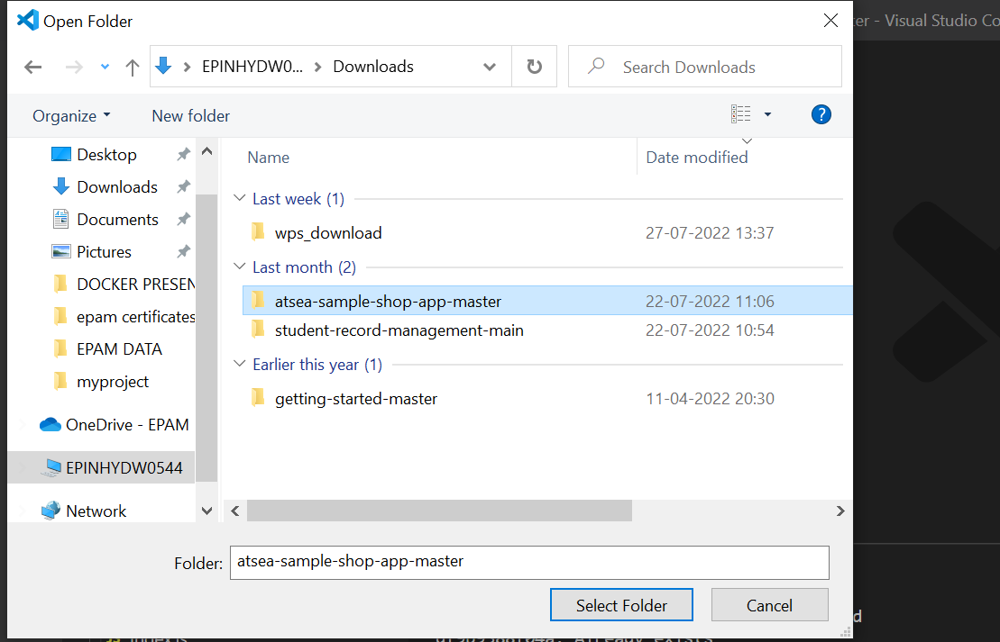 Open Folder
er - Visual Studio Co
EPINHYDW0... Downloads
Search Downloads
Organize New folder
?
Name Date modified
Desktop
Downloads
Documents
Pictures
DOCKER PRESEN
epam certificates
EPAM DATA
myproject
OneDrive - EPAM
EPINHYDW0544
Network
Last week (1)
wps_download 27-07-2022 13:37
Last month (2)
atsea-sample-shop-app-master 22-07-2022 11:06
student-record-management-main 22-07-2022 10:54
Earlier this year (1)
getting-started-master 11-04-2022 20:30
Folder: atsea-sample-shop-app-master
Select Folder Cancel
d